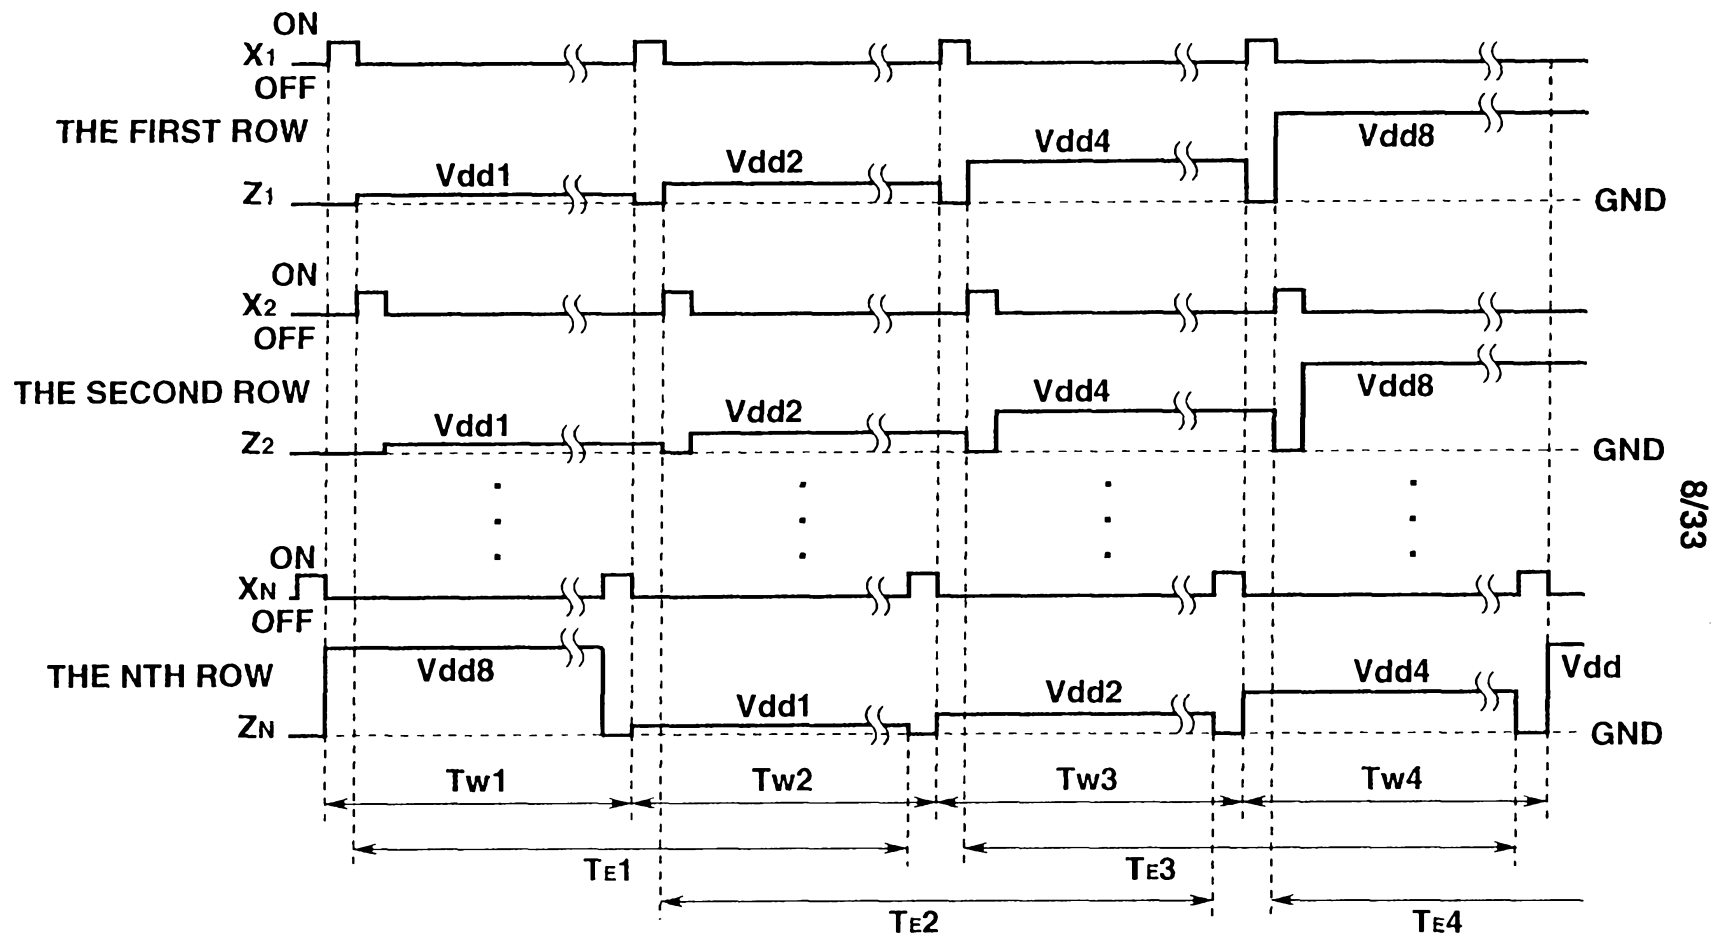 ON
X1
OFF
THE FIRST ROW
Vdd1
Vdd2
Vdd4
Vdd8
Z1
GND
ON
X2
OFF
THE SECOND ROW
Vdd1
Vdd2
Vdd4
Vdd8
Z2
GND
8/33
ON
XN
OFF
THE NTH ROW
Vdd8
Vdd1
Vdd2
Vdd4
Vdd
ZN
GND
Tw1
Tw2
Tw3
Tw4
TE1
TE3
TE2
TE4